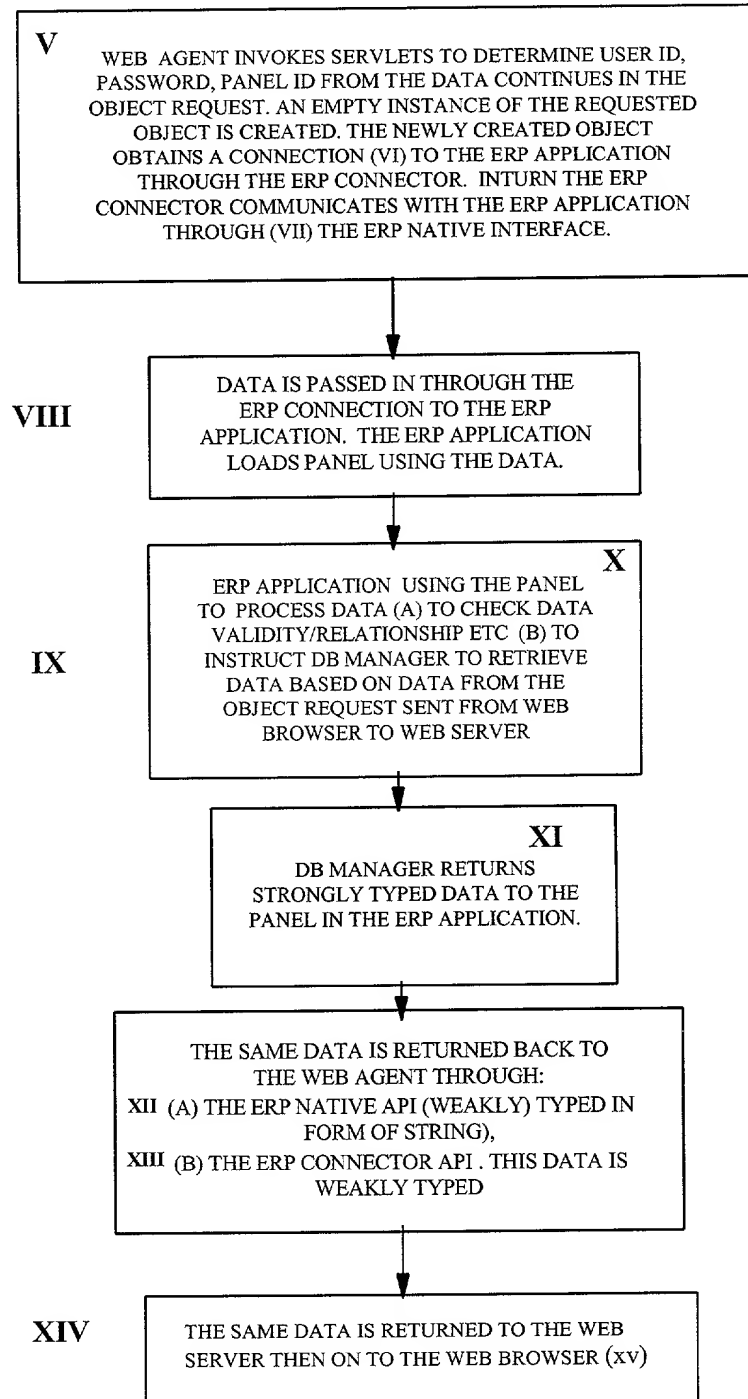 V
WEB AGENT INVOKES SERVLETS TO DETERMINE USER ID,
PASSWORD, PANEL ID FROM THE DATA CONTINUES IN THE
OBJECT REQUEST. AN EMPTY INSTANCE OF THE REQUESTED
OBJECT IS CREATED. THE NEWLY CREATED OBJECT
OBTAINS A CONNECTION (VI) TO THE ERP APPLICATION
THROUGH THE ERP CONNECTOR. INTURN THE ERP
CONNECTOR COMMUNICATES WITH THE ERP APPLICATION
THROUGH (VII) THE ERP NATIVE INTERFACE.
VIII
DATA IS PASSED IN THROUGH THE
ERP CONNECTION TO THE ERP
APPLICATION. THE ERP APPLICATION
LOADS PANEL USING THE DATA.
IX
X
ERP APPLICATION USING THE PANEL
TO PROCESS DATA (A) TO CHECK DATA
VALIDITY/RELATIONSHIP ETC (B) TO
INSTRUCT DB MANAGER TO RETRIEVE
DATA BASED ON DATA FROM THE
OBJECT REQUEST SENT FROM WEB
BROWSER TO WEB SERVER
XI
DB MANAGER RETURNS
STRONGLY TYPED DATA TO THE
PANEL IN THE ERP APPLICATION.
THE SAME DATA IS RETURNED BACK TO
THE WEB AGENT THROUGH:
XII (A) THE ERP NATIVE API (WEAKLY) TYPED IN
FORM OF STRING),
XIII (B) THE ERP CONNECTOR API . THIS DATA IS
WEAKLY TYPED
XIV
THE SAME DATA IS RETURNED TO THE WEB
SERVER THEN ON TO THE WEB BROWSER (XV)